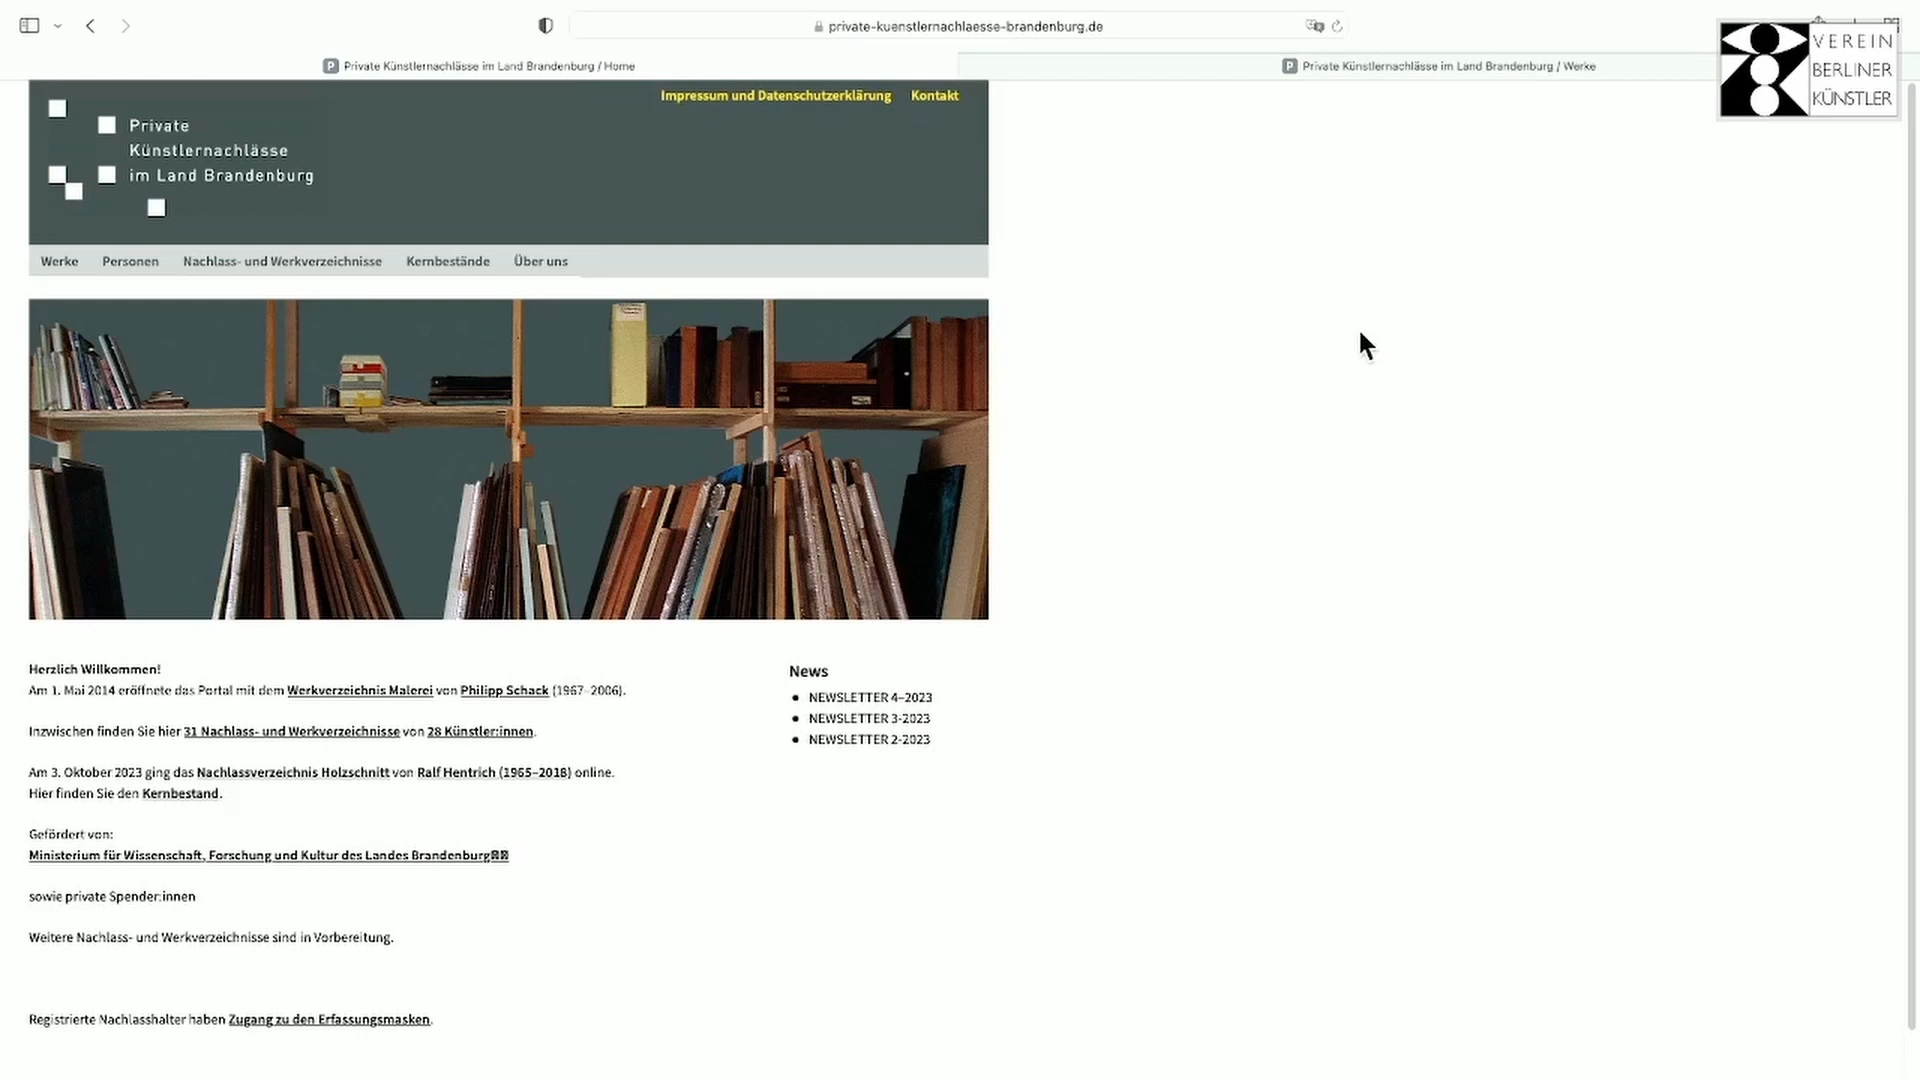 private-kuenstlernachlaesse-brandenburg.de
Private Künstlernachlässe im Land Brandenburg / Home
Private Künstlernachlässe im Land Brandenburg / Werke
VEREIN
BERLINER
KÜNSTLER
Impressum und Datenschutzerklärung Kontakt
Private
Künstlernachlässe
im Land Brandenburg
Werke Personen Nachlass- und Werkverzeichnisse Kernbestände Über uns
Herzlich Willkommen!
Am 1. Mai 2014 eröffnete das Portal mit dem Werkverzeichnis Malerei von Philipp Schack (1967–2006).
Inzwischen finden Sie hier 31 Nachlass- und Werkverzeichnisse von 28 Künstler:innen.
Am 3. Oktober 2023 ging das Nachlassverzeichnis Holzschnitt von Ralf Hentrich (1965–2018) online.
Hier finden Sie den Kernbestand.
Gefördert von:
Ministerium für Wissenschaft, Forschung und Kultur des Landes Brandenburg
sowie private Spender:innen
Weitere Nachlass- und Werkverzeichnisse sind in Vorbereitung.
Registrierte Nachlasshalter haben Zugang zu den Erfassungsmasken.
News
NEWSLETTER 4–2023
NEWSLETTER 3-2023
NEWSLETTER 2-2023